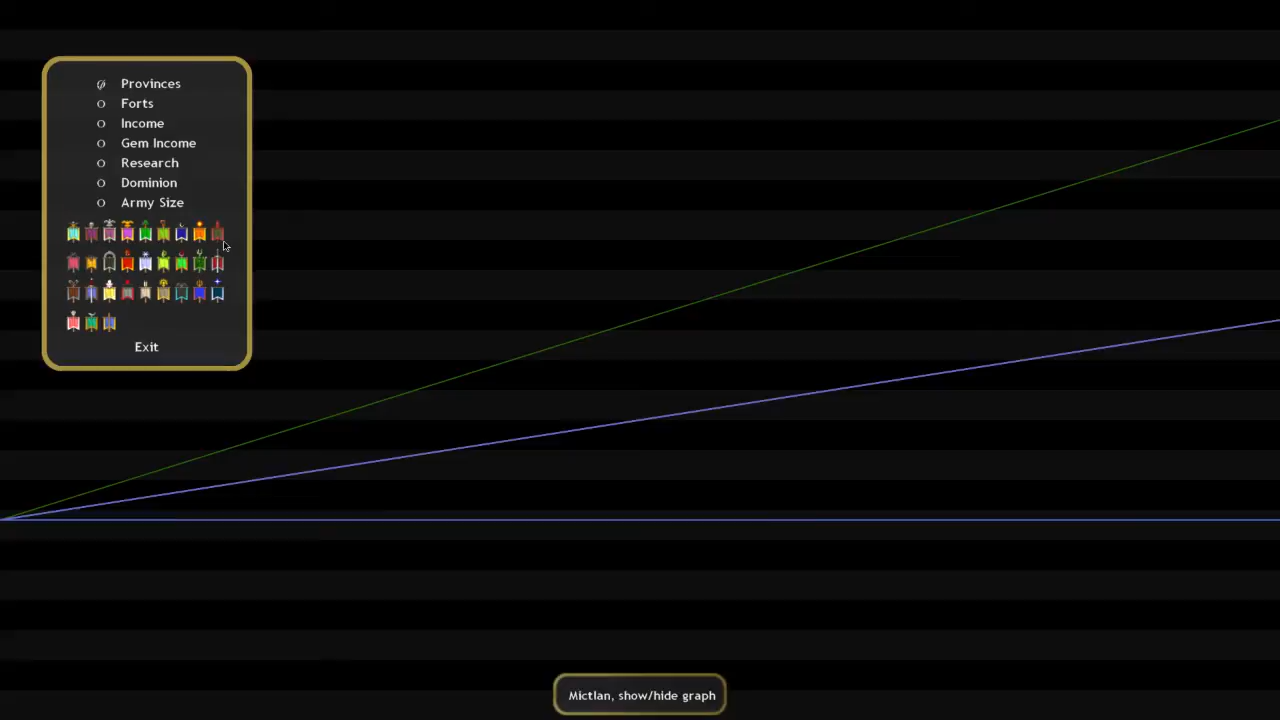 Provinces
Forts
Income
Gem Income
Research
Dominion
Army Size
Exit
Mictlan, show/hide graph